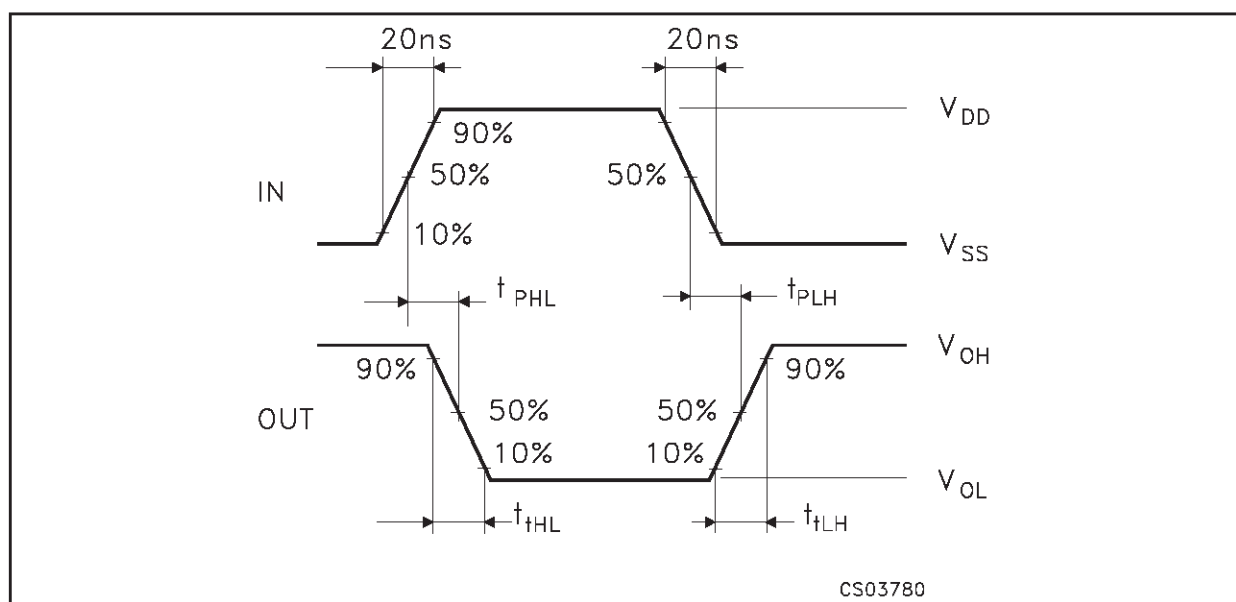 20ns 20ns
V_DD
90%
50% 50%
IN
10%
V_SS
t_PHL t_PLH
V_OH
90% 90%
50% 50%
OUT
10% 10%
V_OL
t_tHL t_tLH
CS03780